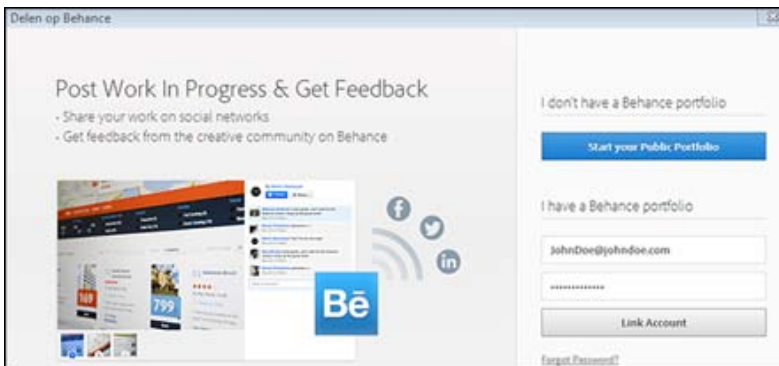 Delen op Behance
Post Work In Progress & Get Feedback
- Share your work on social networks
- Get feedback from the creative community on Behance
169
799
Bē
f
in
I don't have a Behance portfolio
Start your Public Portfolio
I have a Behance portfolio
JohnDoe@johndoe.com
Link Account
Forgot Password?